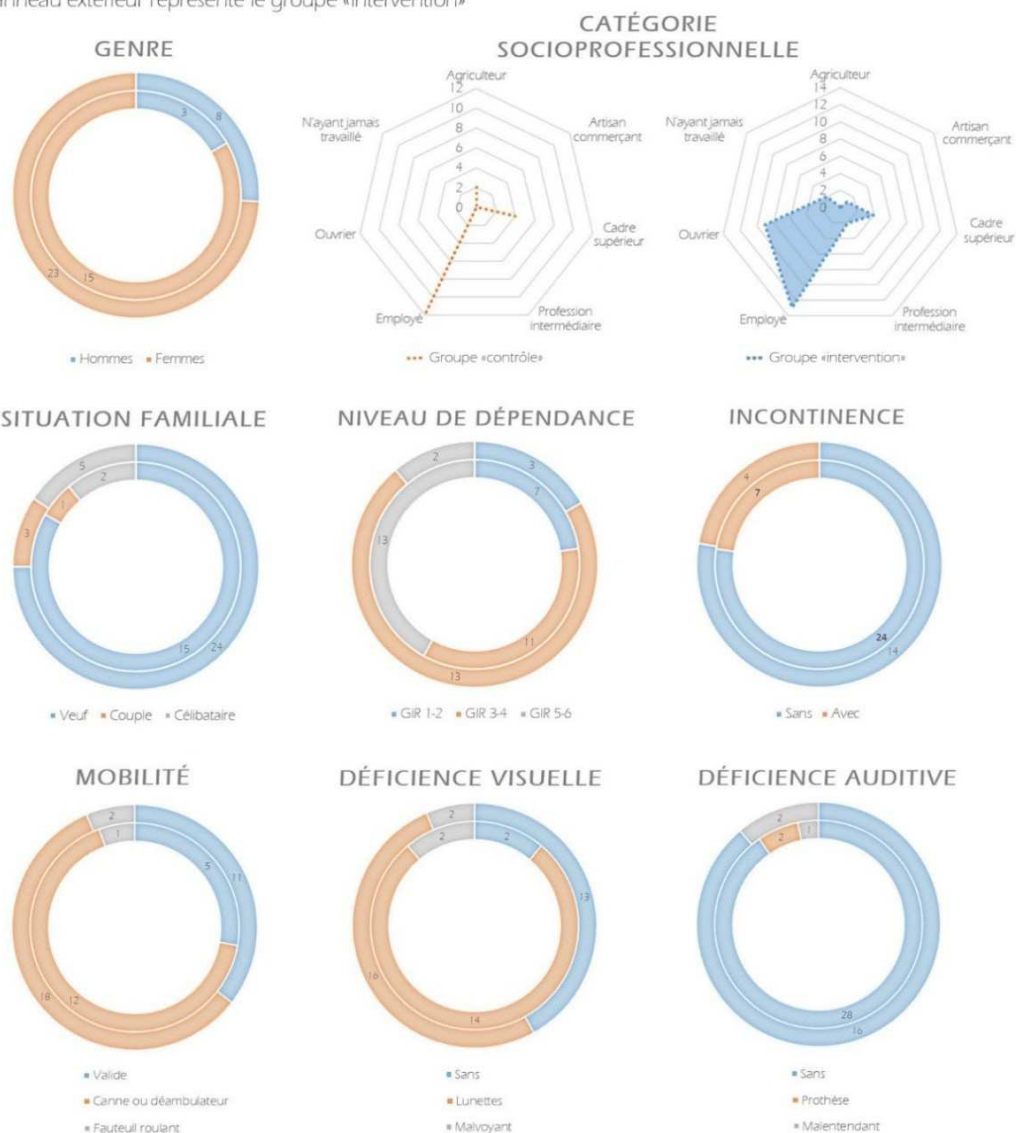 anneau extérieur représente le groupe «intervention»
GENRE
3
8
23
15
Hommes
Femmes
CATÉGORIE
SOCIOPROFESSIONNELLE
Agriculteur
12
10
8
6
4
2
0
Artisan
commerçant
Cadre
supérieur
Profession
intermédiaire
Employé
Ouvrier
N'ayant jamais
travaillé
Groupe «contrôle»
Agriculteur
14
12
10
8
6
4
2
0
Artisan
commerçant
Cadre
supérieur
Profession
intermédiaire
Employé
Ouvrier
N'ayant jamais
travaillé
Groupe «intervention»
SITUATION FAMILIALE
5
2
1
3
15
24
Veuf
Couple
Célibataire
NIVEAU DE DÉPENDANCE
2
3
7
13
11
13
GIR 1-2
GIR 3-4
GIR 5-6
INCONTINENCE
4
7
24
14
Sans
Avec
MOBILITÉ
2
1
5
11
18
12
Valide
Canne ou déambulateur
Fauteuil roulant
DÉFICIENCE VISUELLE
2
2
2
13
16
14
Sans
Lunettes
Malvoyant
DÉFICIENCE AUDITIVE
2
2
1
28
16
Sans
Prothèse
Malentendant